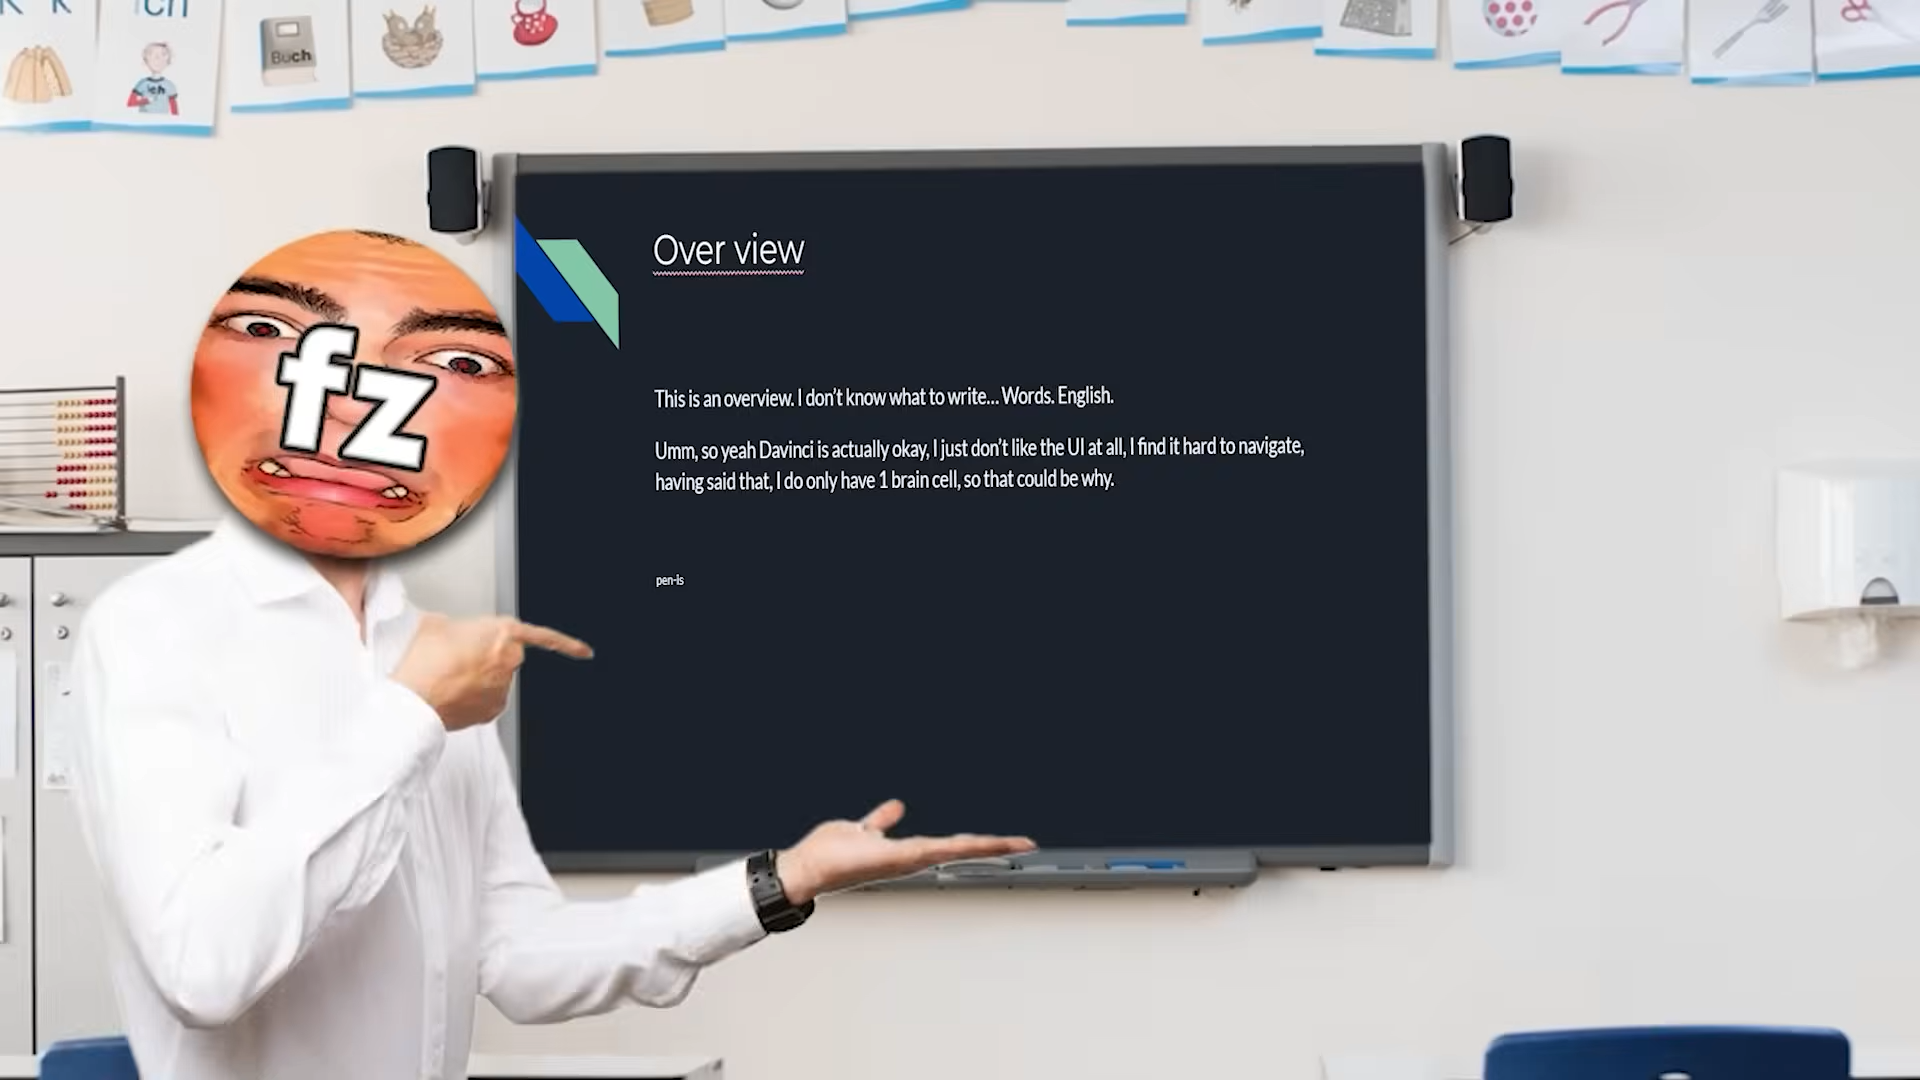 K K
ich
ich
Buch
fz
Over view
This is an overview. I don't know what to write... Words. English.
Umm, so yeah Davinci is actually okay, I just don't like the UI at all, I find it hard to navigate,
having said that, I do only have 1 brain cell, so that could be why.
pen-is